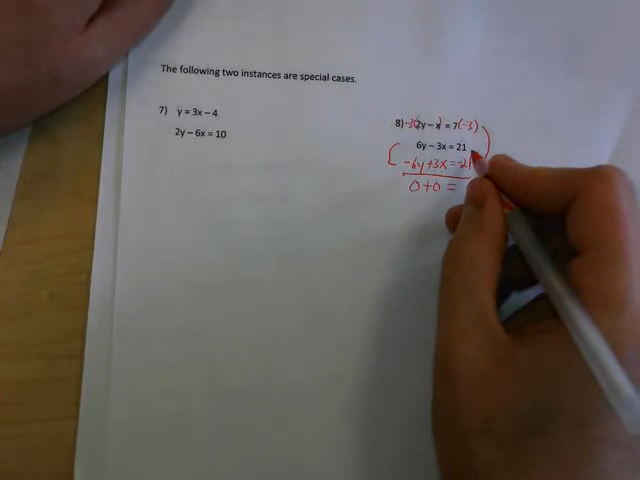 The following two instances are special cases.
7) y = 3x – 4
2y – 6x = 10
8) -3(2y – x) = 7(-3)
6y – 3x = 21
-6y+3x = -21
0 + 0 =